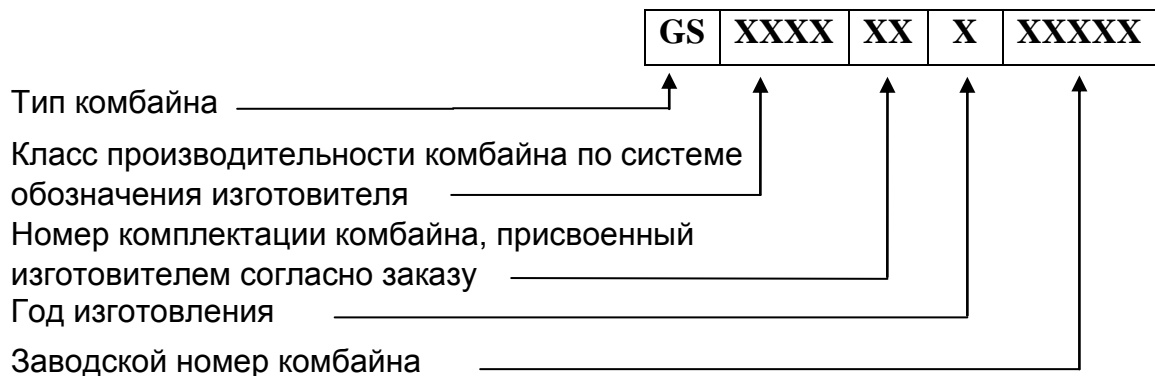 GS XXXX XX X XXXXX
Тип комбайна
Класс производительности комбайна по системе
обозначения изготовителя
Номер комплектации комбайна, присвоенный
изготовителем согласно заказу
Год изготовления
Заводской номер комбайна